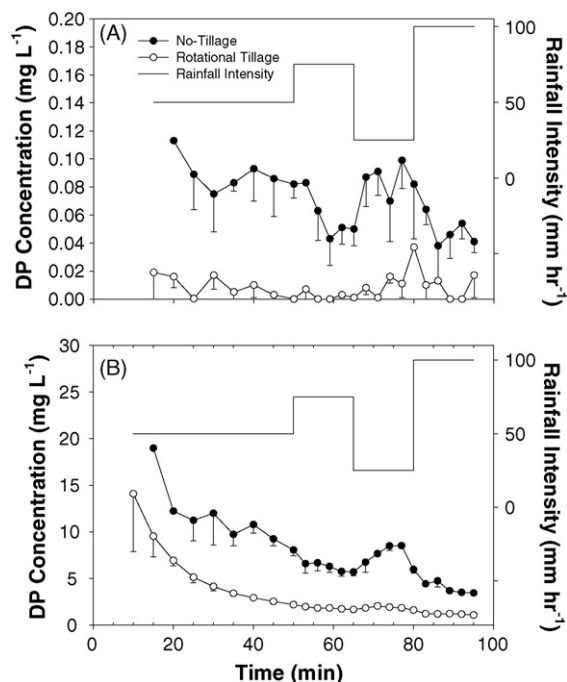 (A)
No-Tillage
Rotational Tillage
Rainfall Intensity
DP Concentration (mg L-1)
0.20
0.18
0.16
0.14
0.12
0.10
0.08
0.06
0.04
0.02
0.00
100
50
0
Rainfall Intensity
(mm hr-1)
(B)
DP Concentration (mg L-1)
30
25
20
15
10
5
0
100
50
0
Rainfall Intensity
(mm hr-1)
0 20 40 60 80 100
Time (min)